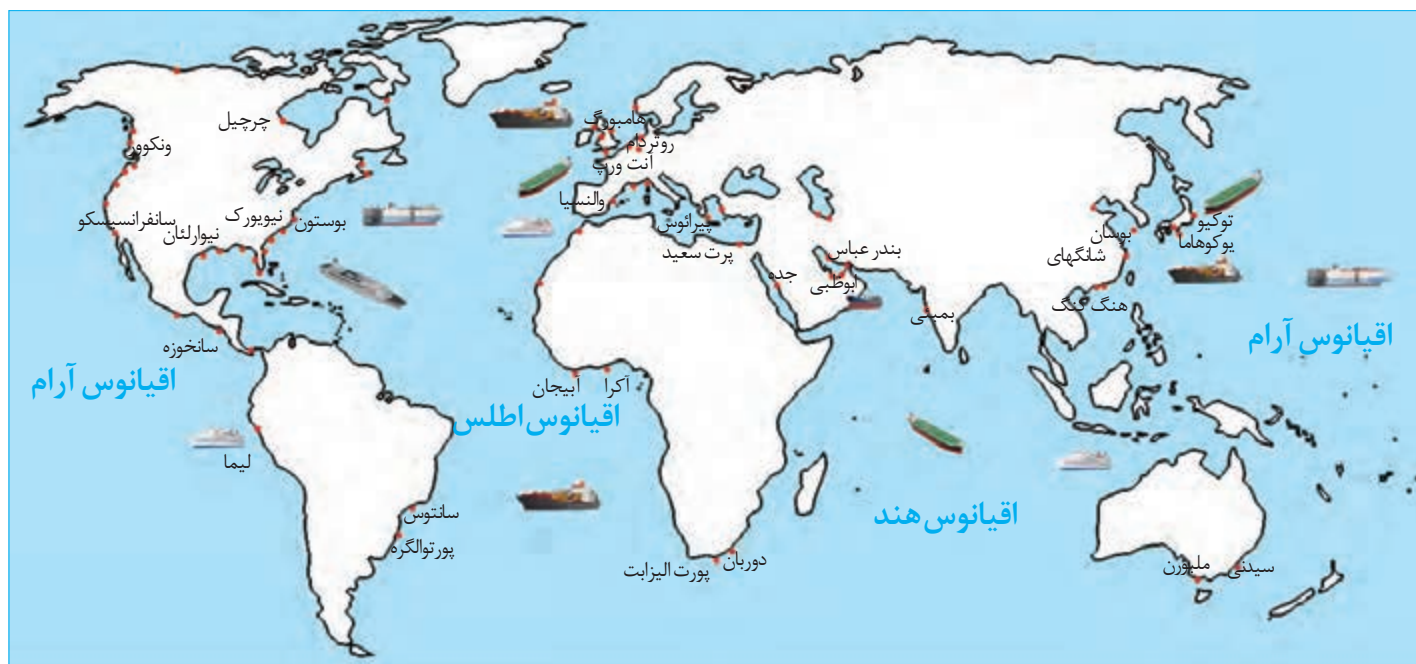 چرچیل
ونکوور
سانفرانسیسکو
نیویورک
نیواورلئان
بوستون
سانخوزه
اقیانوس آرام
لیما
سانتوس
پورتوالگره
هامبورگ
روتردام
آنت ورپ
والنسیا
پیرائوس
پرت سعید
جده
بندر عباس
ابوظبی
بمبئی
آبیجان
آکرا
اقیانوس اطلس
پورت الیزابت
دوربان
اقیانوس هند
توکیو
یوکوهاما
بوسان
شانگهای
هنگ کنگ
اقیانوس آرام
ملبورن
سیدنی